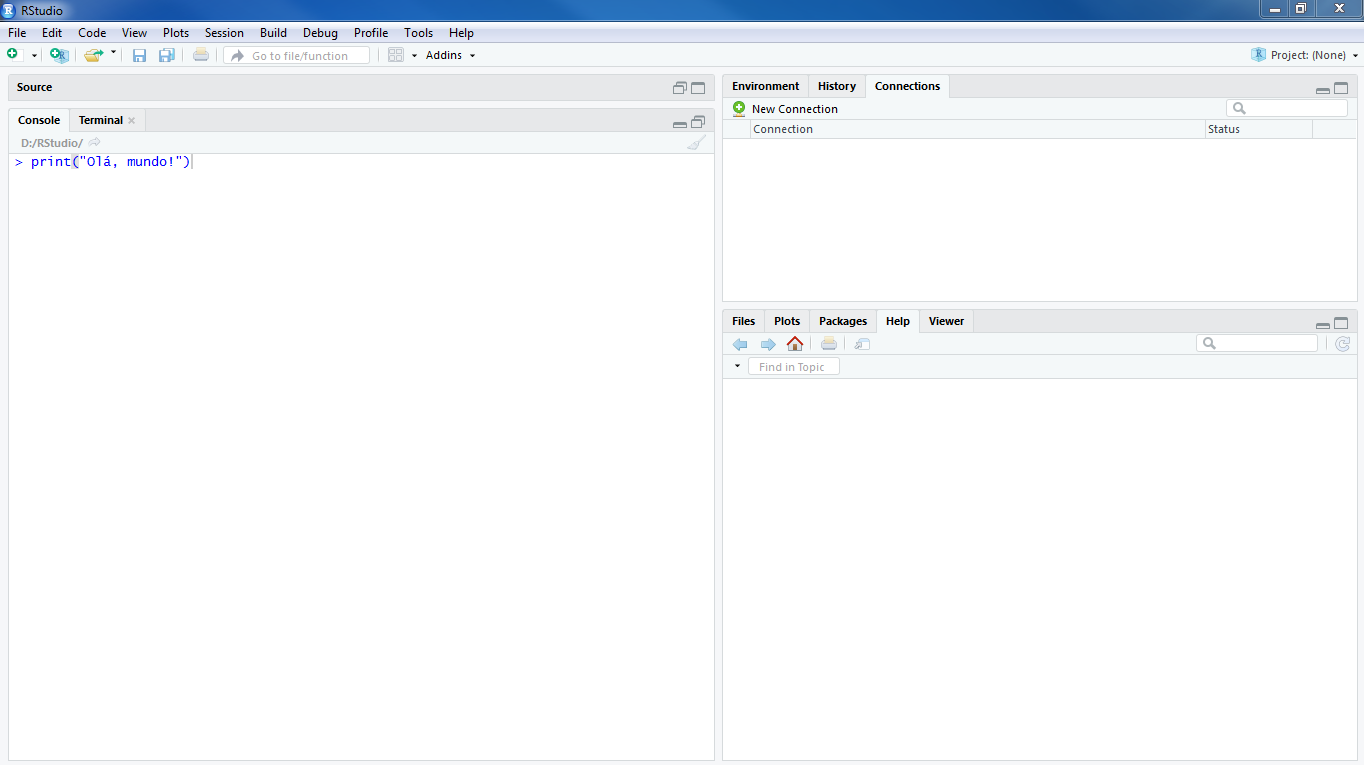 RStudio
File Edit Code View Plots Session Build Debug Profile Tools Help
Go to file/function Addins Project: (None)
Source
Console Terminal
D:/RStudio/
> print("Olá, mundo!")
Environment History Connections
New Connection
Connection Status
Files Plots Packages Help Viewer
Find in Topic